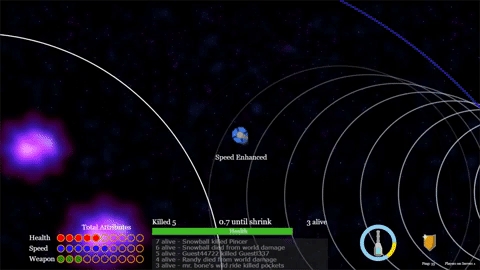 Speed Enhanced
Killed 5
0.7 until shrink
3 alive
Total Attributes
Health
Health
Speed
Weapon
7 alive - Snowball killed Pincer
6 alive - Snowball died from world damage
5 alive - Guest44722 killed Guest337
4 alive - Randy died from world damage
3 alive - mr. bone's wild ride killed pockets